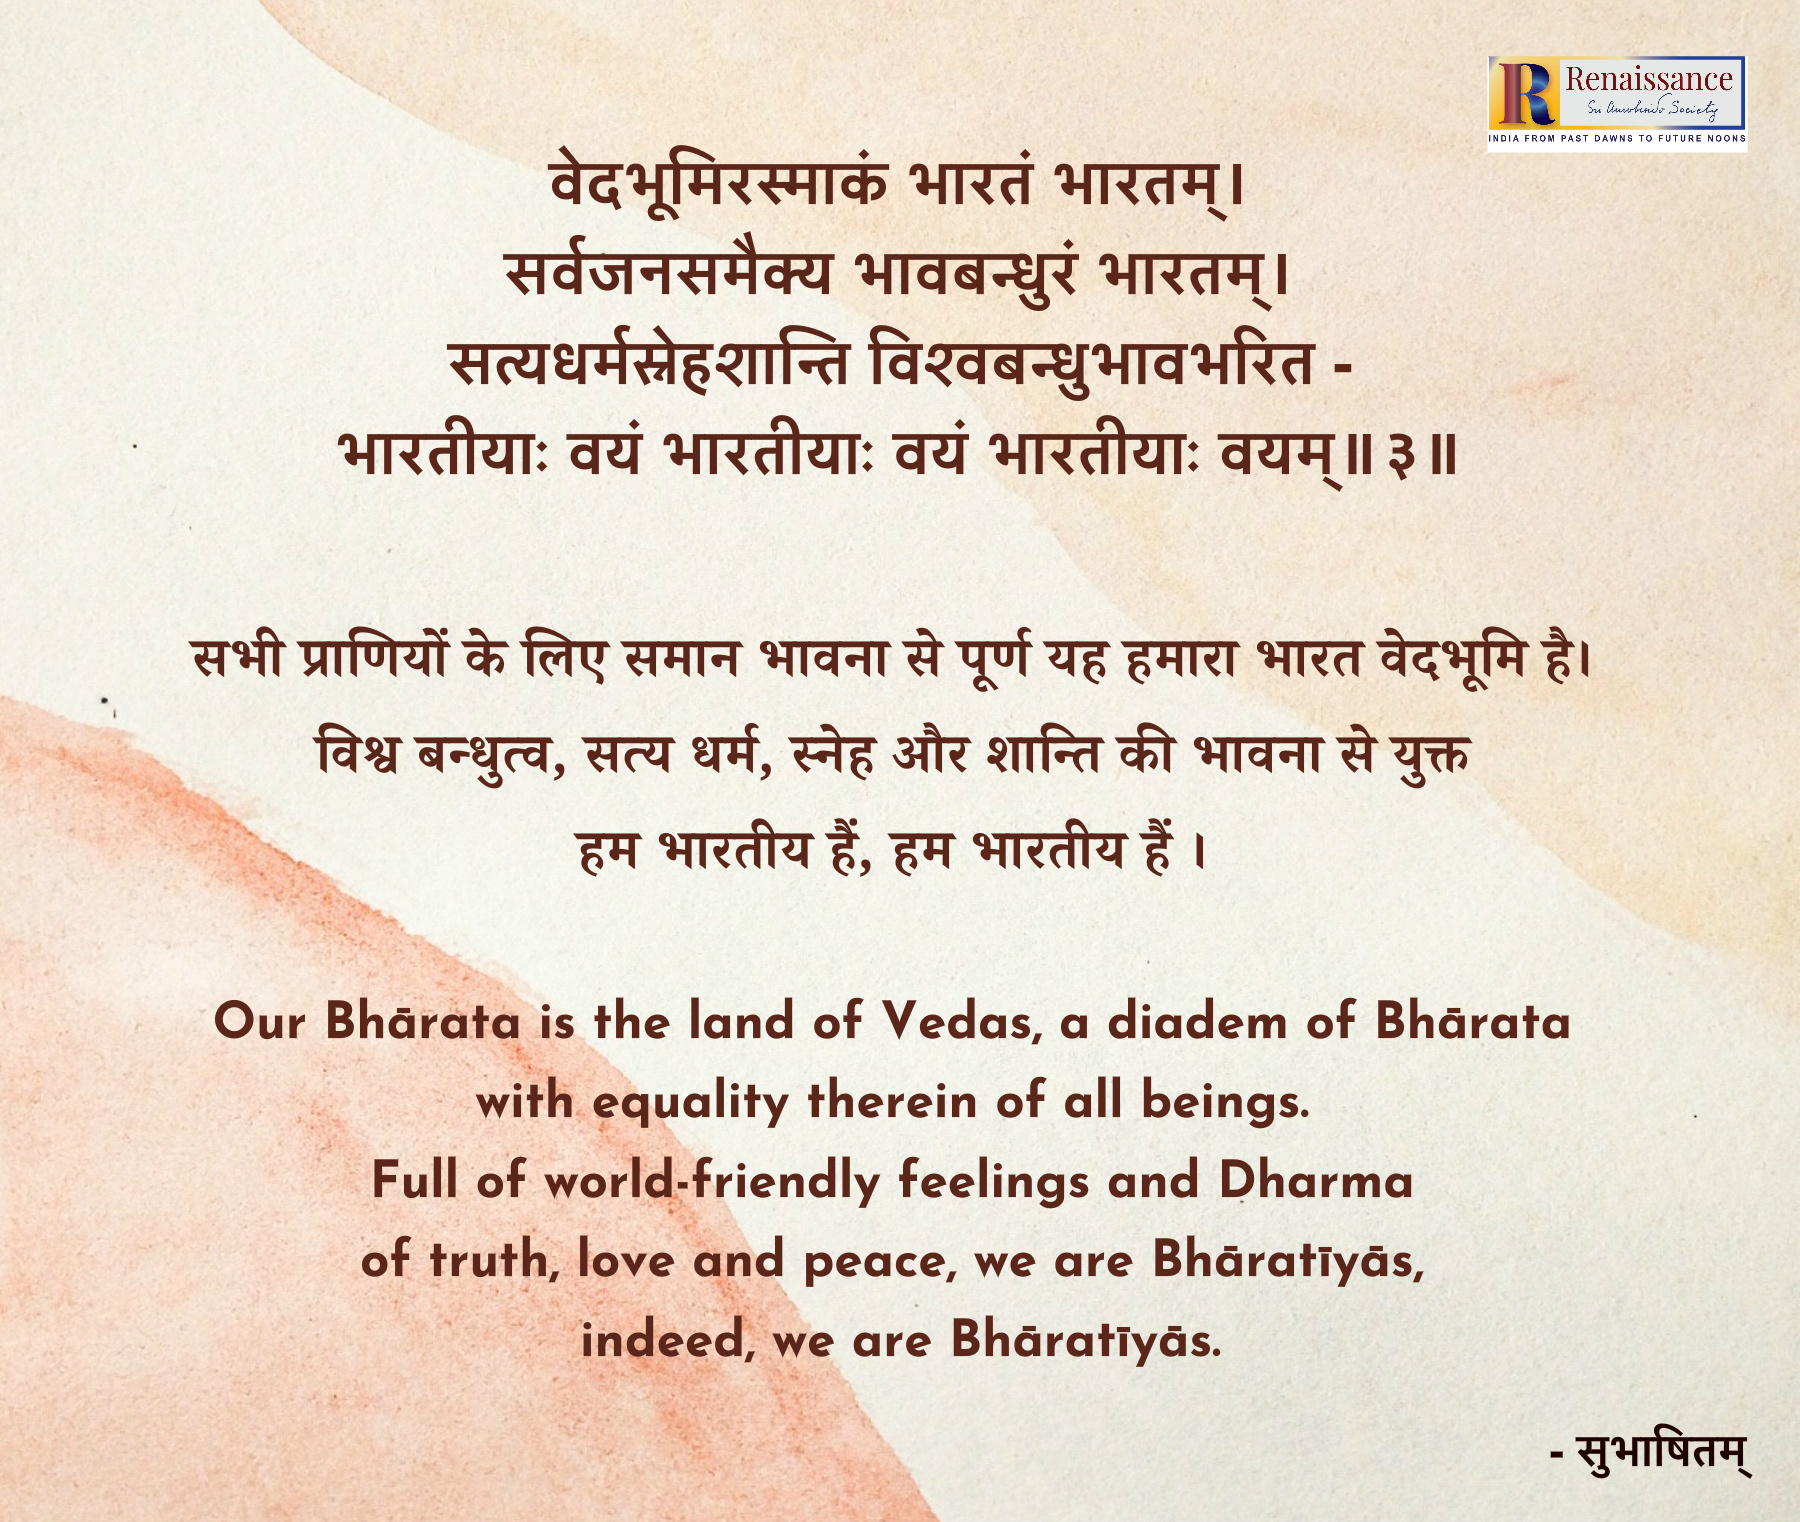 Renaissance
Sri Aurobindo Society
INDIA FROM PAST DAWNS TO FUTURE NOONS
वेदभूमिरस्माकं भारतं भारतम्।
सर्वजनसमैक्य भावबन्धुरं भारतम्।
सत्यधर्मस्नेहशान्ति विश्वबन्धुभावभरित -
भारतीयाः वयं भारतीयाः वयं भारतीयाः वयम्॥३॥
सभी प्राणियों के लिए समान भावना से पूर्ण यह हमारा भारत वेदभूमि है।
विश्व बन्धुत्व, सत्य धर्म, स्नेह और शान्ति की भावना से युक्त
हम भारतीय हैं, हम भारतीय हैं ।
Our Bhārata is the land of Vedas, a diadem of Bhārata
with equality therein of all beings.
Full of world-friendly feelings and Dharma
of truth, love and peace, we are Bhāratīyās,
indeed, we are Bhāratīyās.
- सुभाषितम्